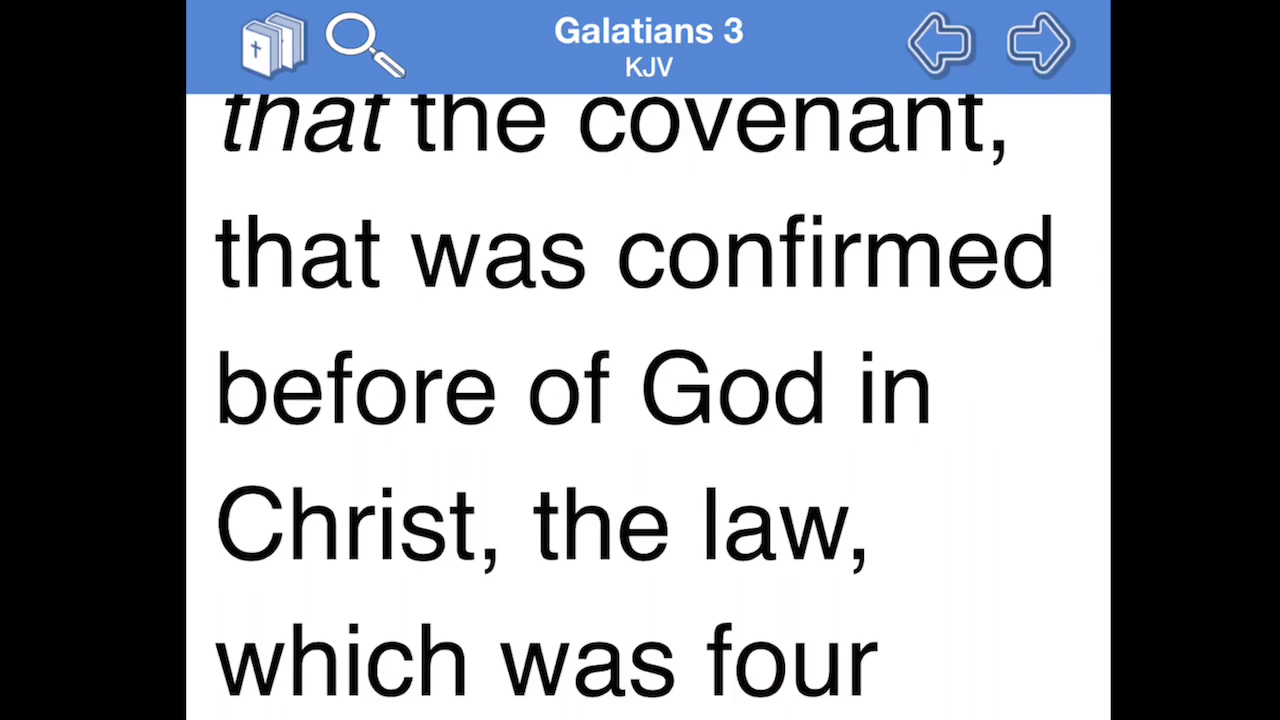 Galatians 3
KJV
that the covenant,
that was confirmed
before of God in
Christ, the law,
which was four